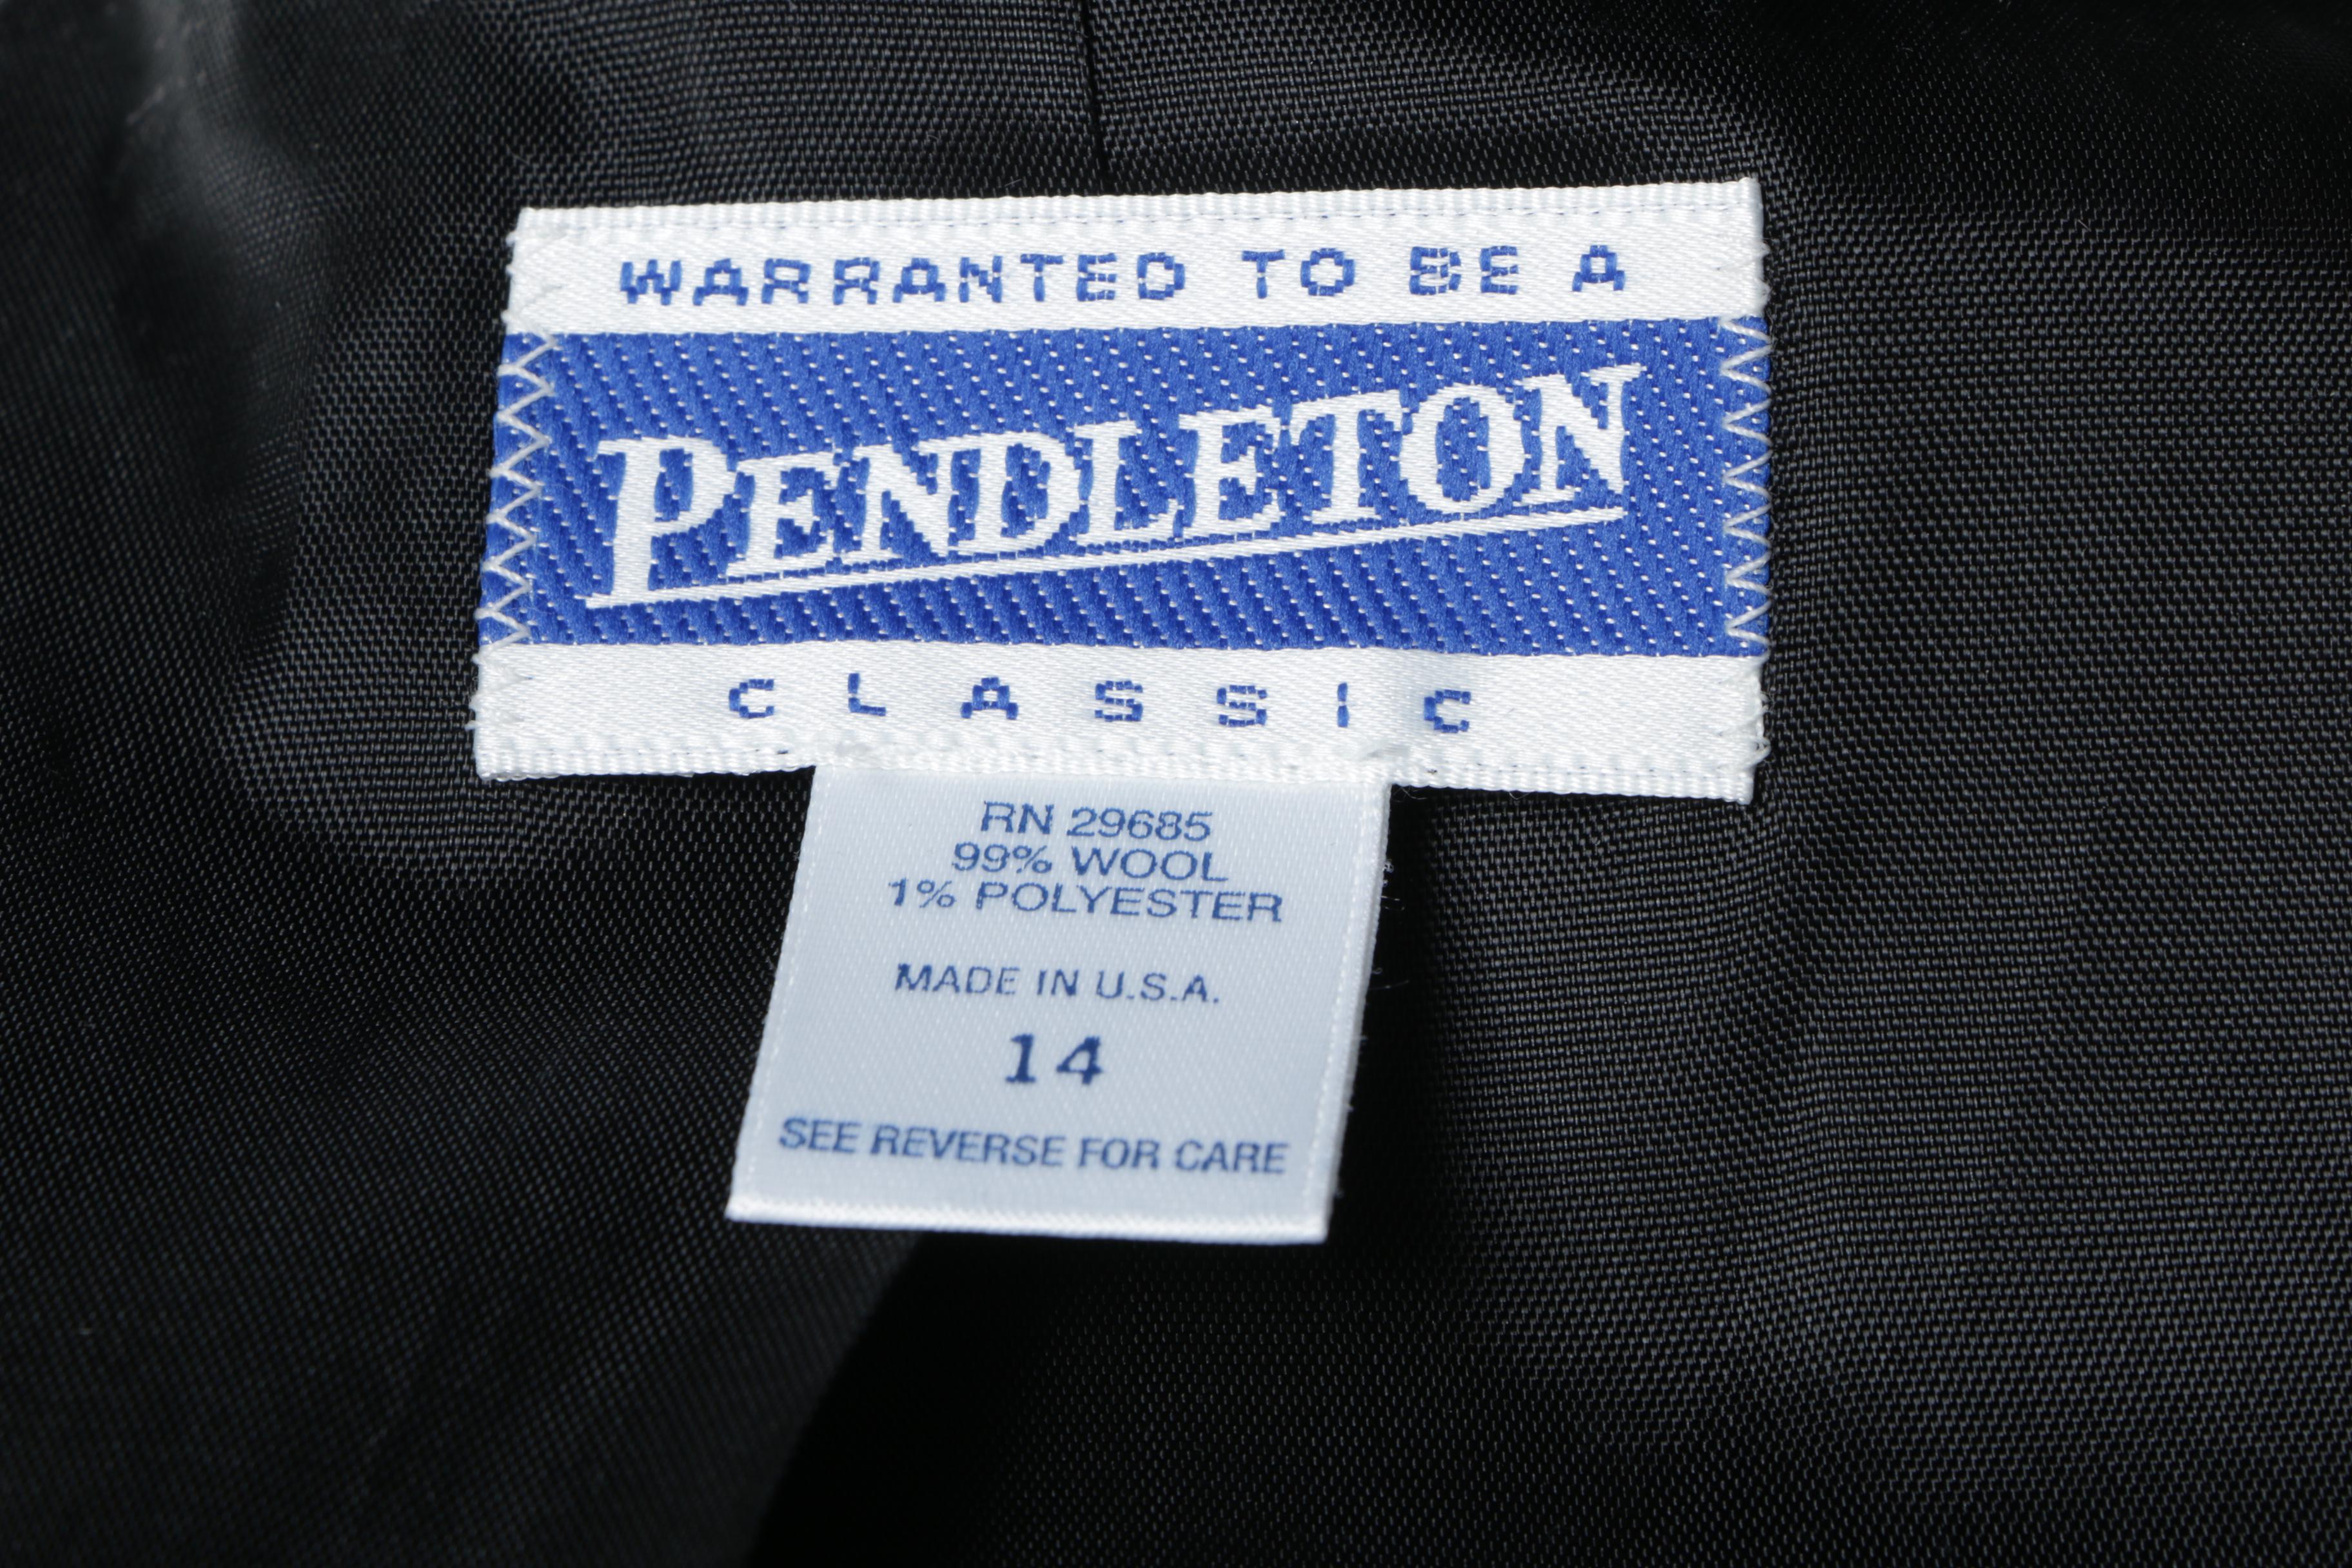 WARRANTED TO BE A
PENDLETON
CLASSIC
RN 29685
99% WOOL
1% POLYESTER
MADE IN U.S.A.
14
SEE REVERSE FOR CARE